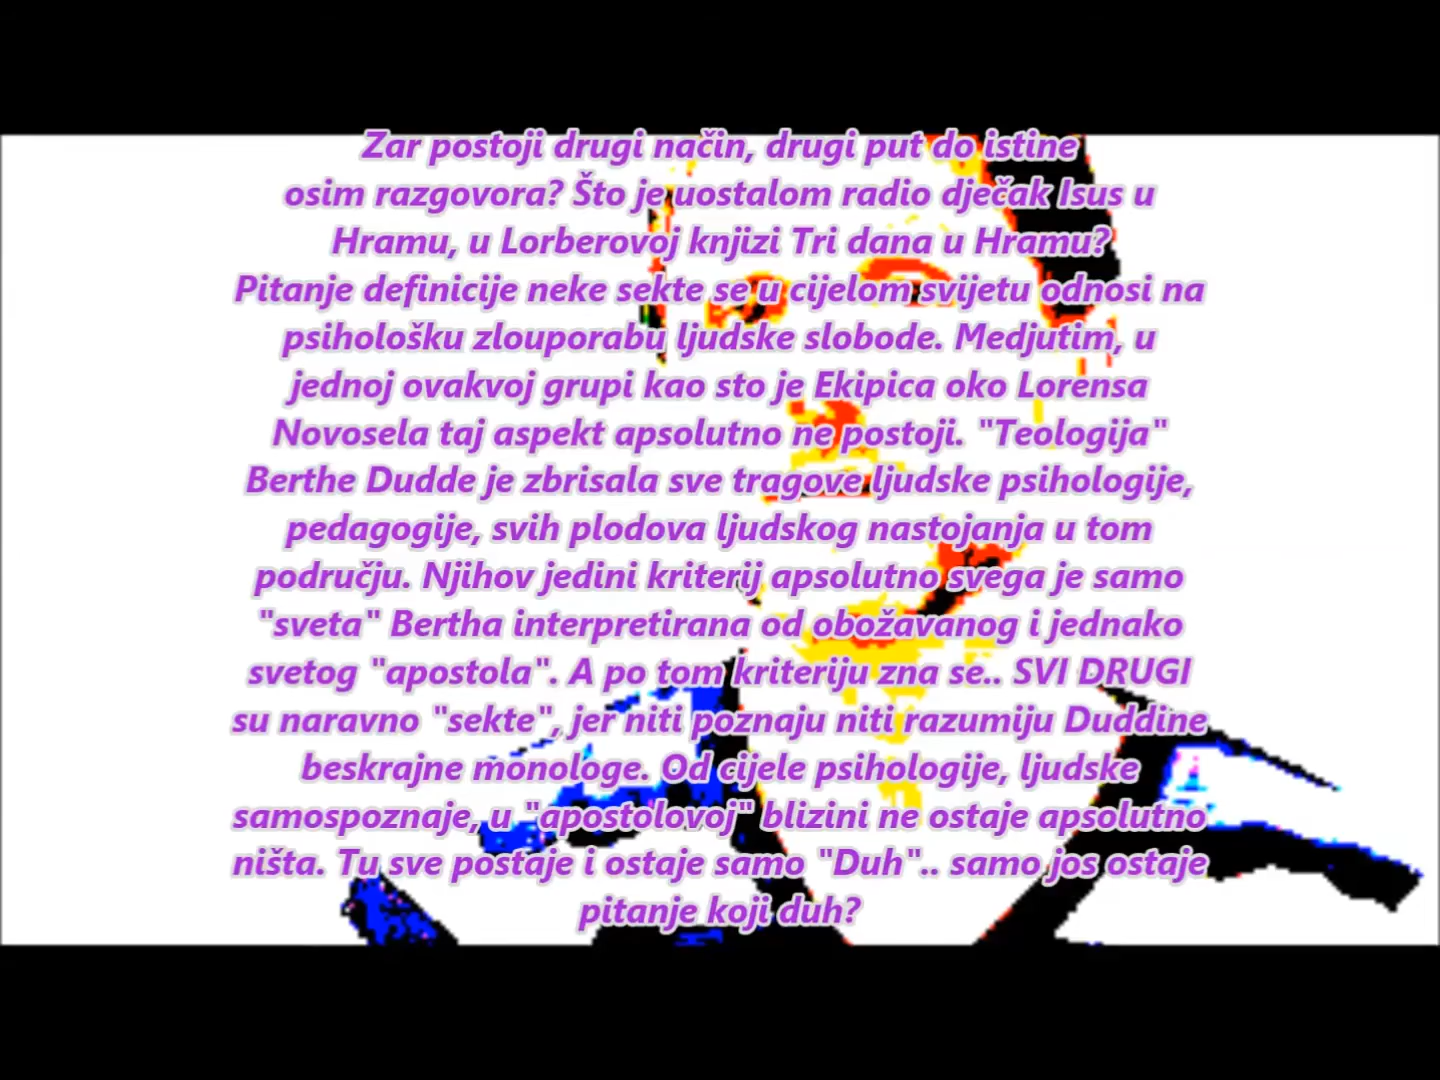 Zar postoji drugi način, drugi put do istine
osim razgovora? Što je uostalom radio dječak Isus u
Hramu, u Lorberovoj knjizi Tri dana u Hramu?
Pitanje definicije neke sekte se u cijelom svijetu odnosi na
psihološku zlouporabu ljudske slobode. Medjutim, u
jednoj ovakvoj grupi kao sto je Ekipica oko Lorensa
Novosela taj aspekt apsolutno ne postoji. "Teologija"
Berthe Dudde je zbrisala sve tragove ljudske psihologije,
pedagogije, svih plodova ljudskog nastojanja u tom
području. Njihov jedini kriterij apsolutno svega je samo
"sveta" Bertha interpretirana od obožavanog i jednako
svetog "apostola". A po tom kriteriju zna se.. SVI DRUGI
su naravno "sekte", jer niti poznaju niti razumiju Duddine
beskrajne monologe. Od cijele psihologije, ljudske
samospoznaje, u "apostolovoj" blizini ne ostaje apsolutno
ništa. Tu sve postaje i ostaje samo "Duh".. samo jos ostaje
pitanje koji duh?